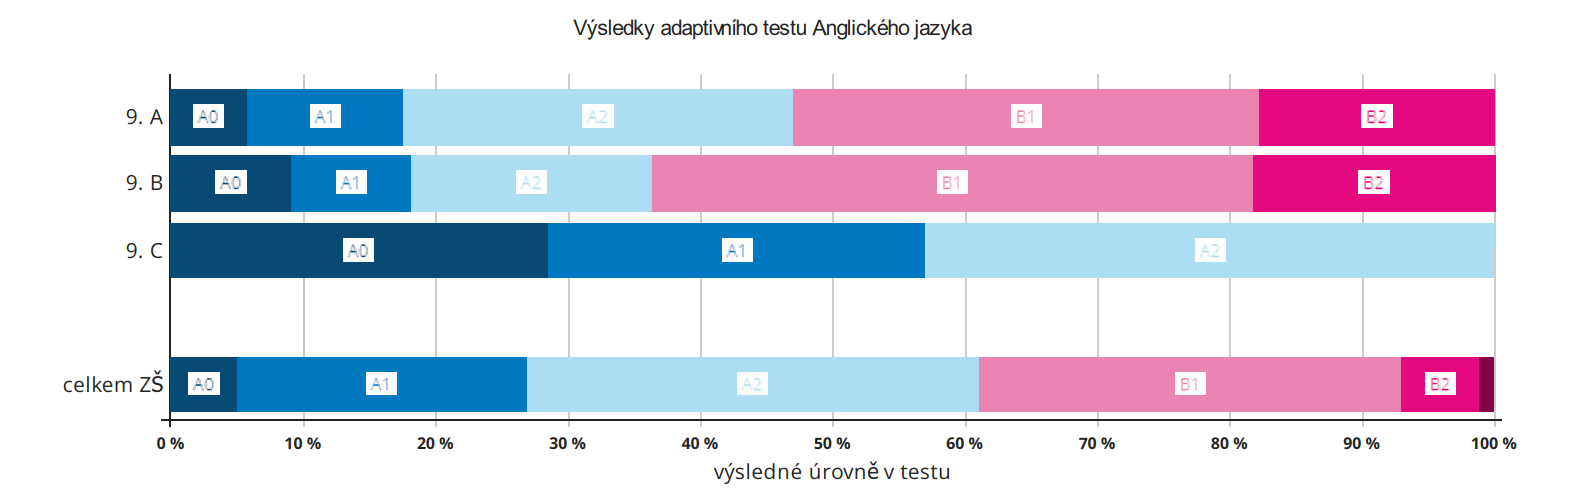 Výsledky adaptivního testu Anglického jazyka
9. A A0 A1 A2 B1 B2
9. B A0 A1 A2 B1 B2
9. C A0 A1 A2
celkem ZŠ A0 A1 A2 B1 B2
0 % 10 % 20 % 30 % 40 % 50 % 60 % 70 % 80 % 90 % 100 %
výsledné úrovně v testu